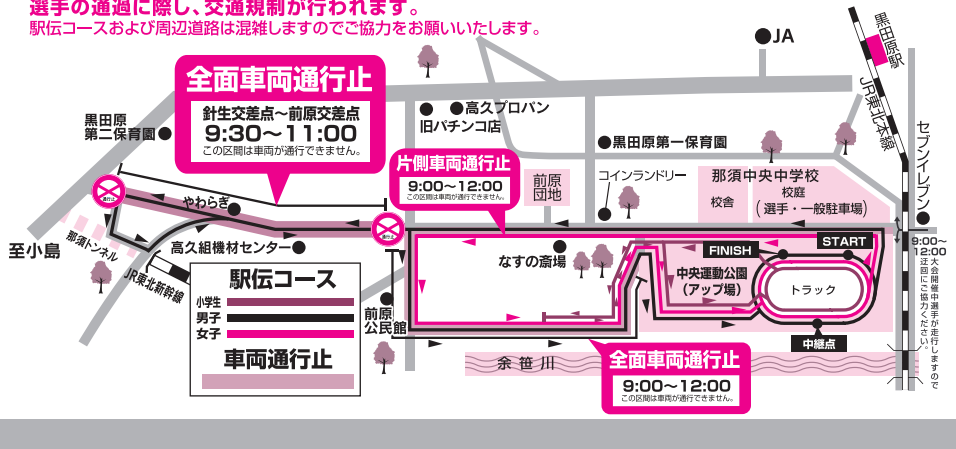 選手の通過に際し、交通規制が行われます。
駅伝コースおよび周辺道路は混雑しますのでご協力をお願いいたします。
JA
黒田原駅
JR東北本線
セブンイレブン
全面車両通行止
針生交差点〜前原交差点
9:30〜11:00
この区間は車両が通行できません。
黒田原
第二保育園
高久プロパン
旧パチンコ店
黒田原第一保育園
片側車両通行止
9:00〜12:00
この区間は車両が通行できません。
前原
団地
コインランドリー
那須中央中学校
校舎
校庭
(選手・一般駐車場)
通行止
やわらぎ
通行止
至小島
那須トンネル
高久組機材センター
JR東北新幹線
なすの斎場
FINISH
START
中央運動公園
(アップ場)
トラック
中継点
9:00〜
12:00
大会開催中選手が走行しますので
迂回にご協力ください。
駅伝コース
小学生
男子
女子
車両通行止
前原
公民館
余笹川
全面車両通行止
9:00〜12:00
この区間は車両が通行できません。